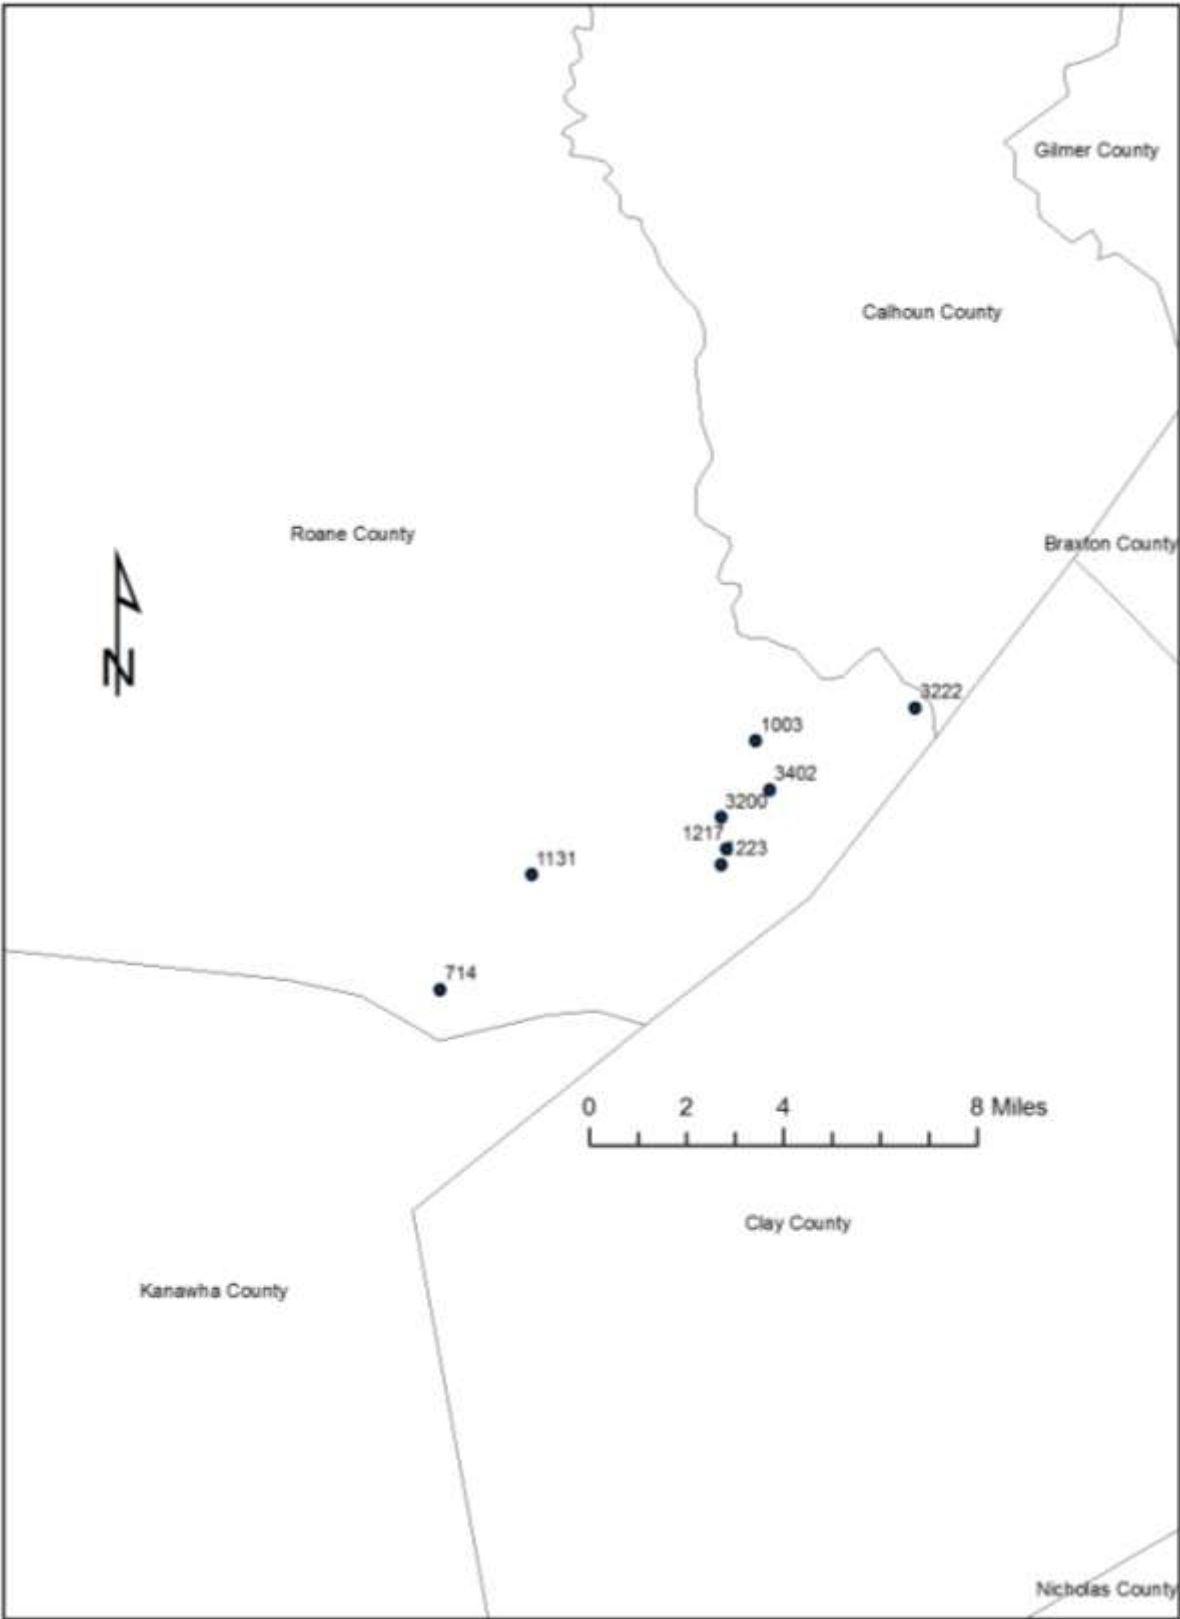 Gilmer County
Calhoun County
Roane County
Braxton County
N
3222
1003
3402
3200
1217
223
1131
714
0 2 4 8 Miles
Clay County
Kanawha County
Nicholas County